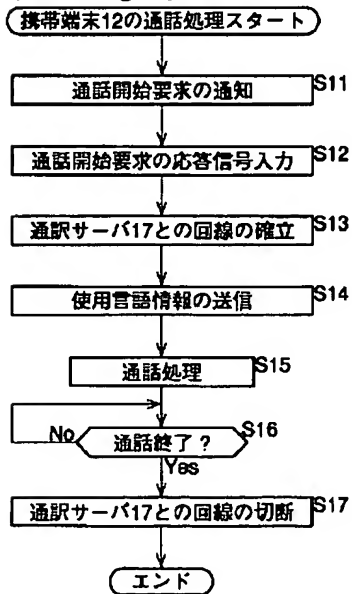 携帯端末12の通話処理スタート
S11
通話開始要求の通知
S12
通話開始要求の応答信号入力
S13
通訳サーバ17との回線の確立
S14
使用言語情報の送信
S15
通話処理
S16
No
通話終了？
Yes
S17
通訳サーバ17との回線の切断
エンド